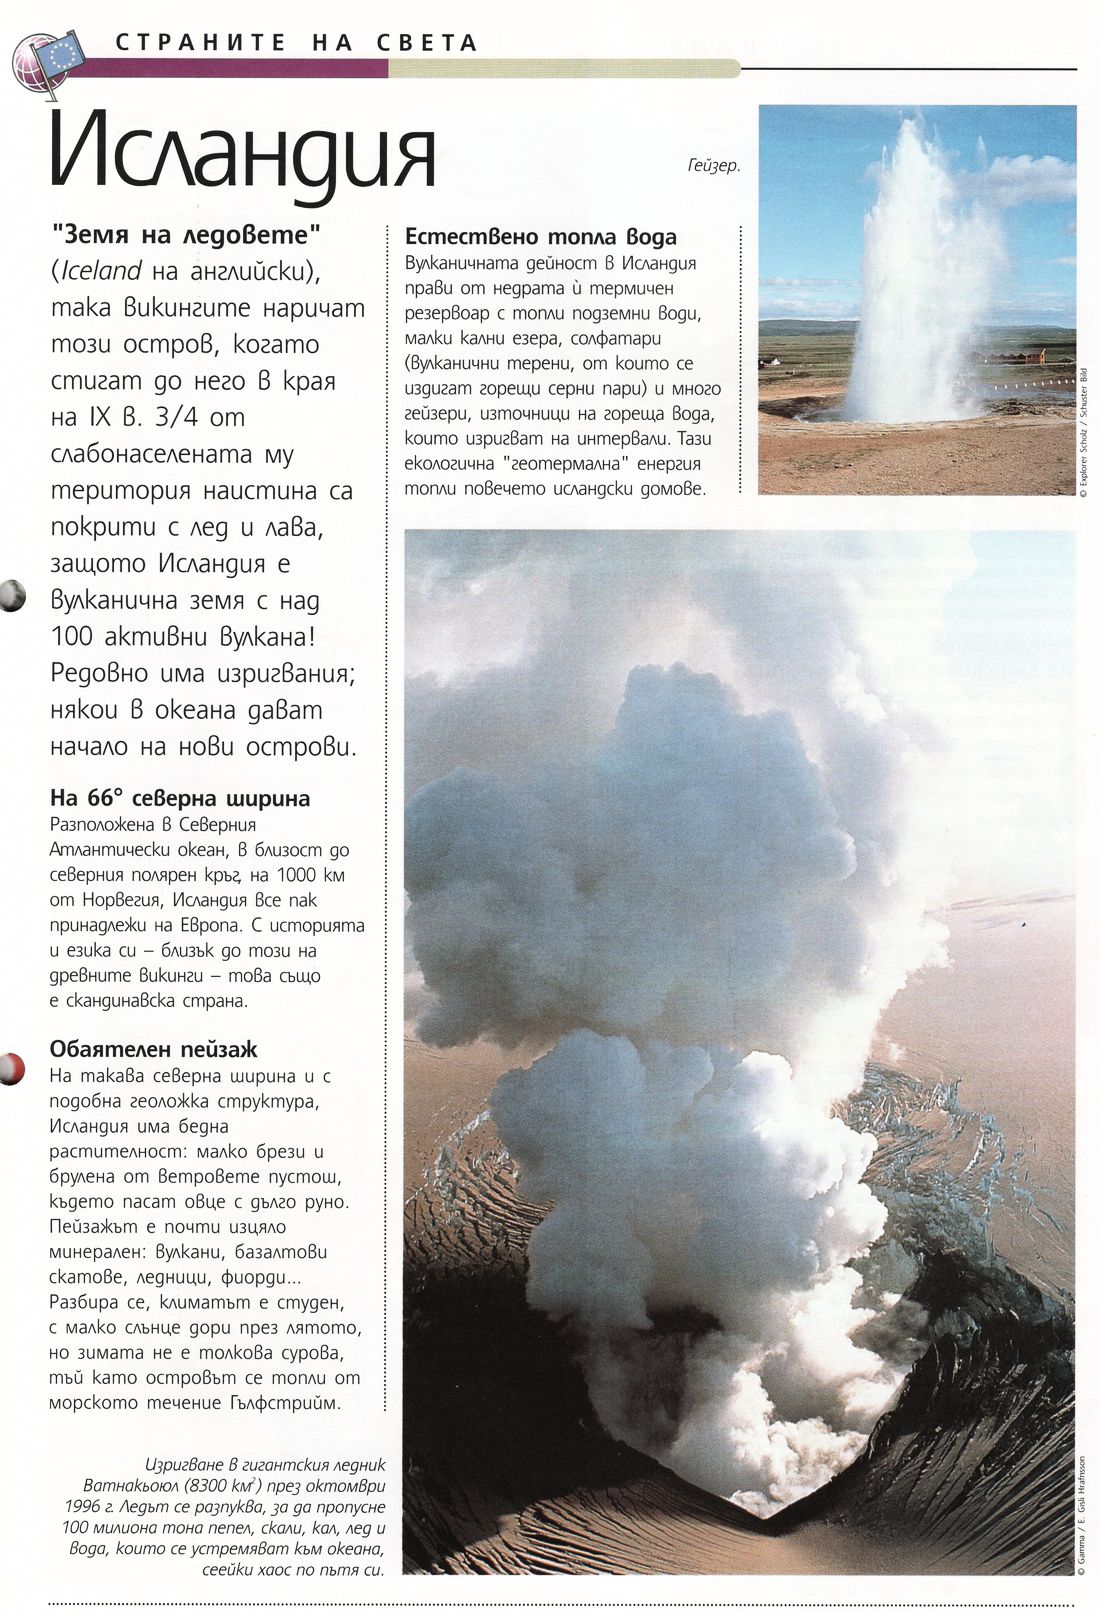 СТРАНИТЕ НА СВЕТА
Исландия
"Земя на ледовете"
(Iceland на английски),
така викингите наричат
този остров, когато
стигат до него в края
на IX в. 3/4 от
слабонаселената му
територия наистина са
покрити с лед и лава,
защото Исландия е
вулканична земя с над
100 активни вулкана!
Редовно има изригвания;
някои в океана дават
начало на нови острови.
На 66° северна ширина
Разположена в Северния
Атлантически океан, в близост до
северния полярен кръг, на 1000 км
от Норвегия, Исландия все пак
принадлежи на Европа. С историята
и езика си – близък до този на
древните викинги – това също
е скандинавска страна.
Обаятелен пейзаж
На такава северна ширина и с
подобна геоложка структура,
Исландия има бедна
растителност: малко брези и
брулена от ветровете пустош,
където пасат овце с дълго руно.
Пейзажът е почти изцяло
минерален: вулкани, базалтови
скатове, ледници, фиорди...
Разбира се, климатът е студен,
с малко слънце дори през лятото,
но зимата не е толкова сурова,
тъй като островът се топли от
морското течение Гълфстрийм.
Изригване в гигантския ледник
Ватнакьоюл (8300 км²) през октомври
1996 г. Ледът се разпуква, за да пропусне
100 милиона тона пепел, скали, кал, лед и
вода, които се устремяват към океана,
сеейки хаос по пътя си.
Естествено топла вода
Вулканичната дейност в Исландия
прави от недрата ѝ термичен
резервоар с топли подземни води,
малки кални езера, солфатари
(вулканични терени, от които се
издигат горещи серни пари) и много
гейзери, източници на гореща вода,
които изригват на интервали. Тази
екологична "геотермална" енергия
топли повечето исландски домове.
Гейзер.
© Explorer Scholz / Schuster Bild
© Gamma / E. Gisli Hrafnsson